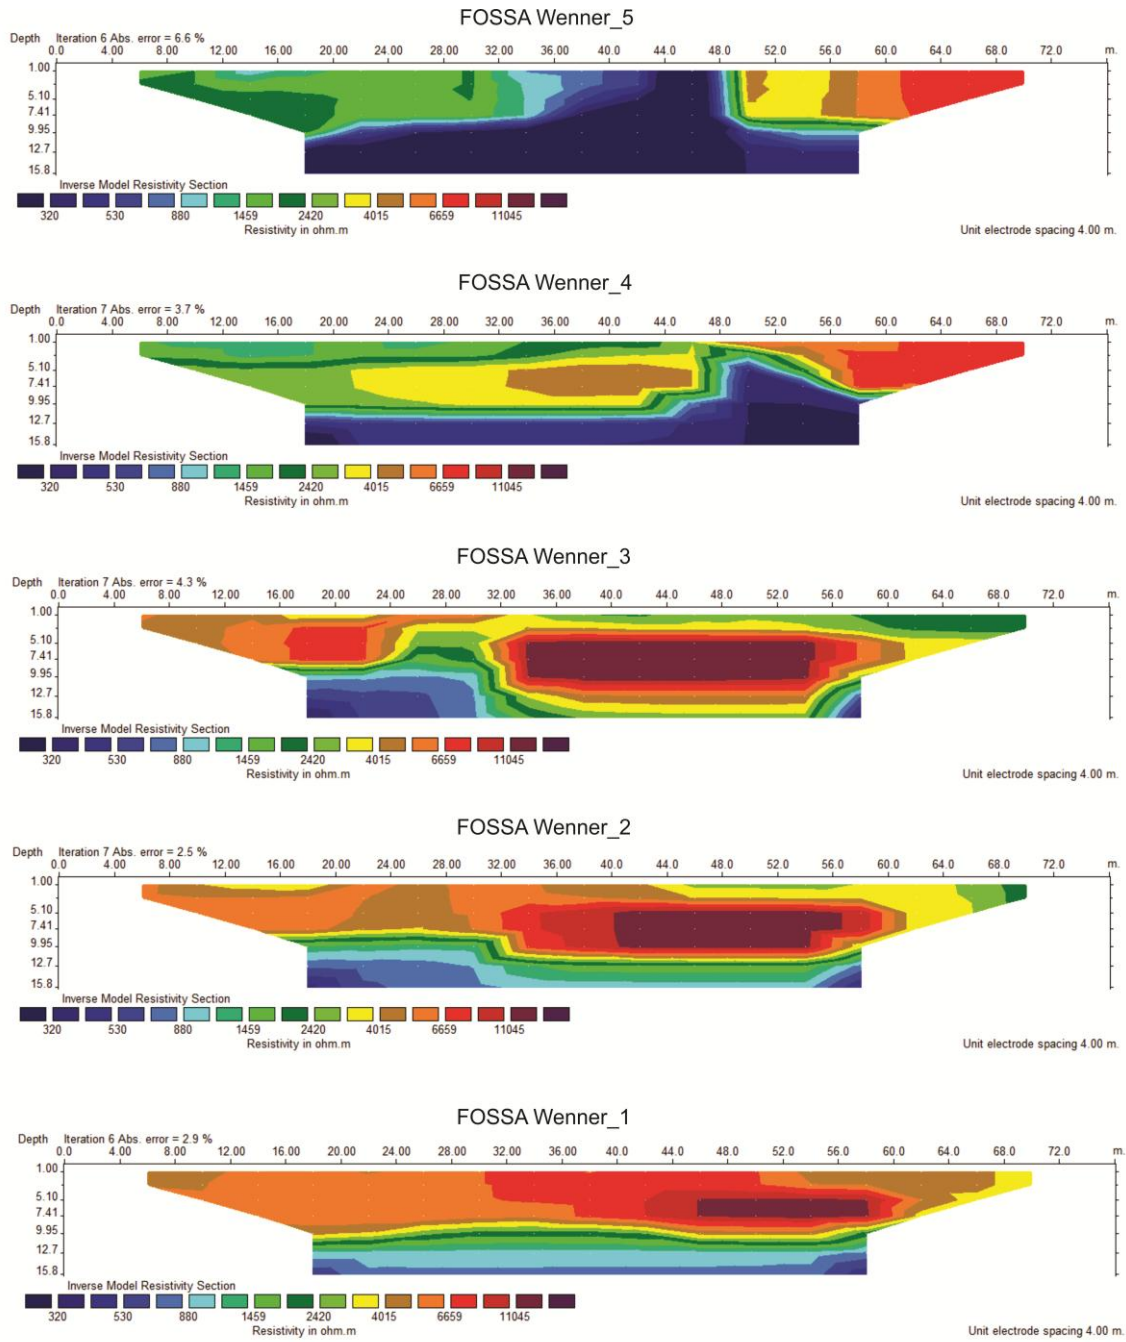 FOSSA Wenner_5
Depth Iteration 6 Abs. error = 6.6 %
0.0 4.00 8.00 12.00 16.00 20.00 24.00 28.00 32.00 36.00 40.0 44.0 48.0 52.0 56.0 60.0 64.0 68.0 72.0 m.
1.00
5.10
7.41
9.95
12.7
15.8
Inverse Model Resistivity Section
320 530 880 1459 2420 4015 6659 11045
Resistivity in ohm.m
Unit electrode spacing 4.00 m.
FOSSA Wenner_4
Depth Iteration 7 Abs. error = 3.7 %
0.0 4.00 8.00 12.00 16.00 20.00 24.00 28.00 32.00 36.00 40.0 44.0 48.0 52.0 56.0 60.0 64.0 68.0 72.0 m.
1.00
5.10
7.41
9.95
12.7
15.8
Inverse Model Resistivity Section
320 530 880 1459 2420 4015 6659 11045
Resistivity in ohm.m
Unit electrode spacing 4.00 m.
FOSSA Wenner_3
Depth Iteration 7 Abs. error = 4.3 %
0.0 4.00 8.00 12.00 16.00 20.00 24.00 28.00 32.00 36.00 40.0 44.0 48.0 52.0 56.0 60.0 64.0 68.0 72.0 m.
1.00
5.10
7.41
9.95
12.7
15.8
Inverse Model Resistivity Section
320 530 880 1459 2420 4015 6659 11045
Resistivity in ohm.m
Unit electrode spacing 4.00 m.
FOSSA Wenner_2
Depth Iteration 7 Abs. error = 2.5 %
0.0 4.00 8.00 12.00 16.00 20.00 24.00 28.00 32.00 36.00 40.0 44.0 48.0 52.0 56.0 60.0 64.0 68.0 72.0 m.
1.00
5.10
7.41
9.95
12.7
15.8
Inverse Model Resistivity Section
320 530 880 1459 2420 4015 6659 11045
Resistivity in ohm.m
Unit electrode spacing 4.00 m.
FOSSA Wenner_1
Depth Iteration 6 Abs. error = 2.9 %
0.0 4.00 8.00 12.00 16.00 20.00 24.00 28.00 32.00 36.00 40.0 44.0 48.0 52.0 56.0 60.0 64.0 68.0 72.0 m.
1.00
5.10
7.41
9.95
12.7
15.8
Inverse Model Resistivity Section
320 530 880 1459 2420 4015 6659 11045
Resistivity in ohm.m
Unit electrode spacing 4.00 m.